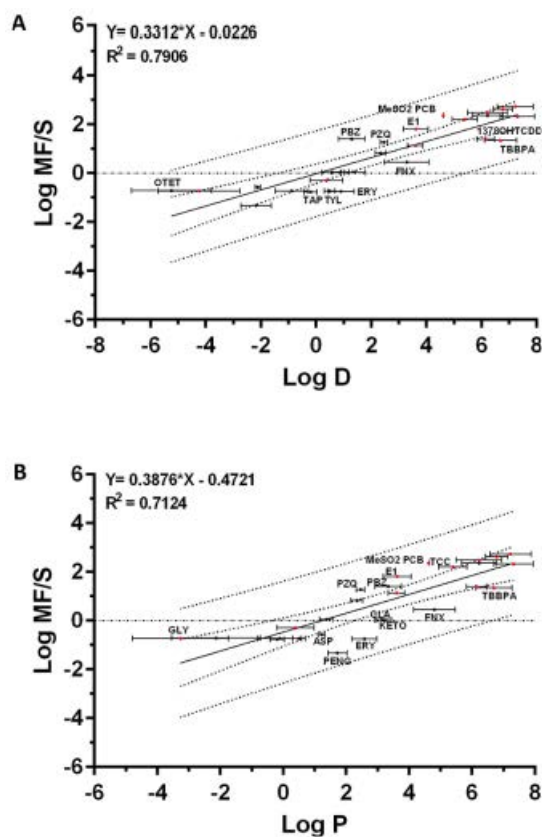 A
Y= 0.3312*X - 0.0226
R² = 0.7906
Log MF/S
6
4
2
0
-2
-4
-6
MeSO2 PCB
E1
PBZ
PZQ
1378OHTCDD
TBBPA
FNX
OTET
TAP TYL
ERY
-8 -6 -4 -2 0 2 4 6 8
Log D
B
Y= 0.3876*X - 0.4721
R² = 0.7124
Log MF/S
6
4
2
0
-2
-4
-6
MeSO2 PCB
TCC
E1
PZQ
PBZ
TBBPA
FNX
KETO
GLY
ASP
ERY
PENG
-4 -2 0 2 4 6 8
Log P